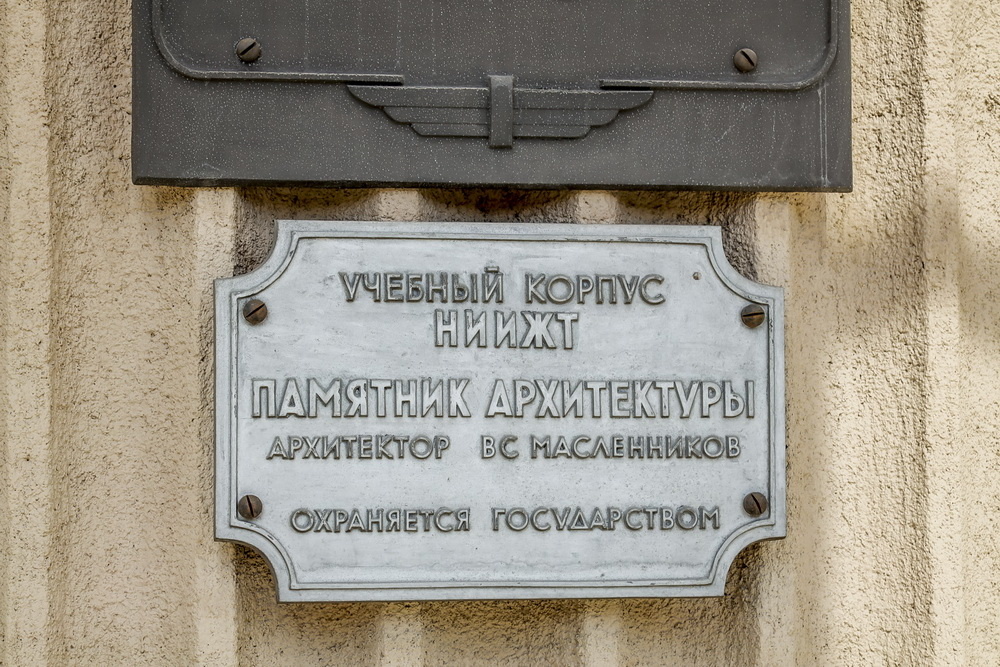 УЧЕБНЫЙ КОРПУС
НИИЖТ
ПАМЯТНИК АРХИТЕКТУРЫ
АРХИТЕКТОР ВС МАСЛЕННИКОВ
ОХРАНЯЕТСЯ ГОСУДАРСТВОМ